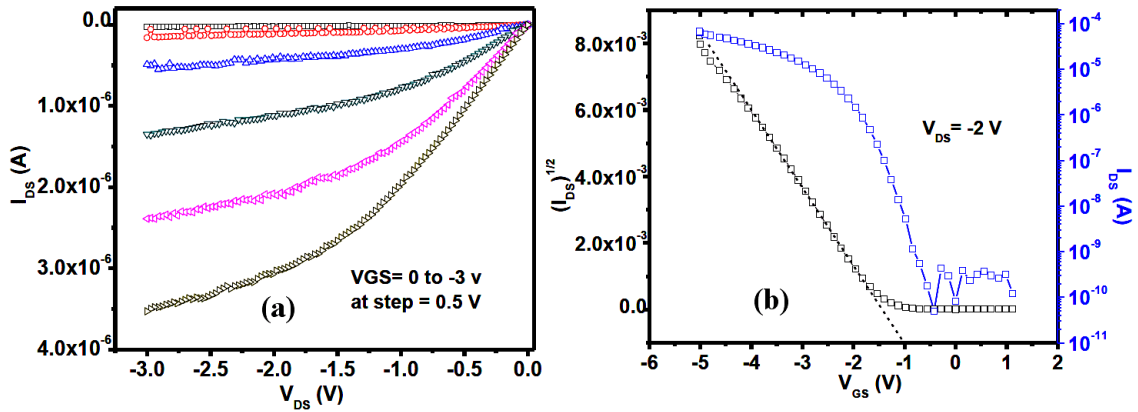 0.0
1.0x10⁻⁶
2.0x10⁻⁶
3.0x10⁻⁶
4.0x10⁻⁶
I_DS (A)
-3.0 -2.5 -2.0 -1.5 -1.0 -0.5 0.0
V_DS (V)
VGS= 0 to -3 v
at step = 0.5 V
(a)
8.0x10⁻³
6.0x10⁻³
4.0x10⁻³
2.0x10⁻³
0.0
(I_DS)^1/2
-6 -5 -4 -3 -2 -1 0 1 2
V_GS (V)
V_DS= -2 V
(b)
10⁻⁴
10⁻⁵
10⁻⁶
10⁻⁷
10⁻⁸
10⁻⁹
10⁻¹⁰
10⁻¹¹
I_DS (A)